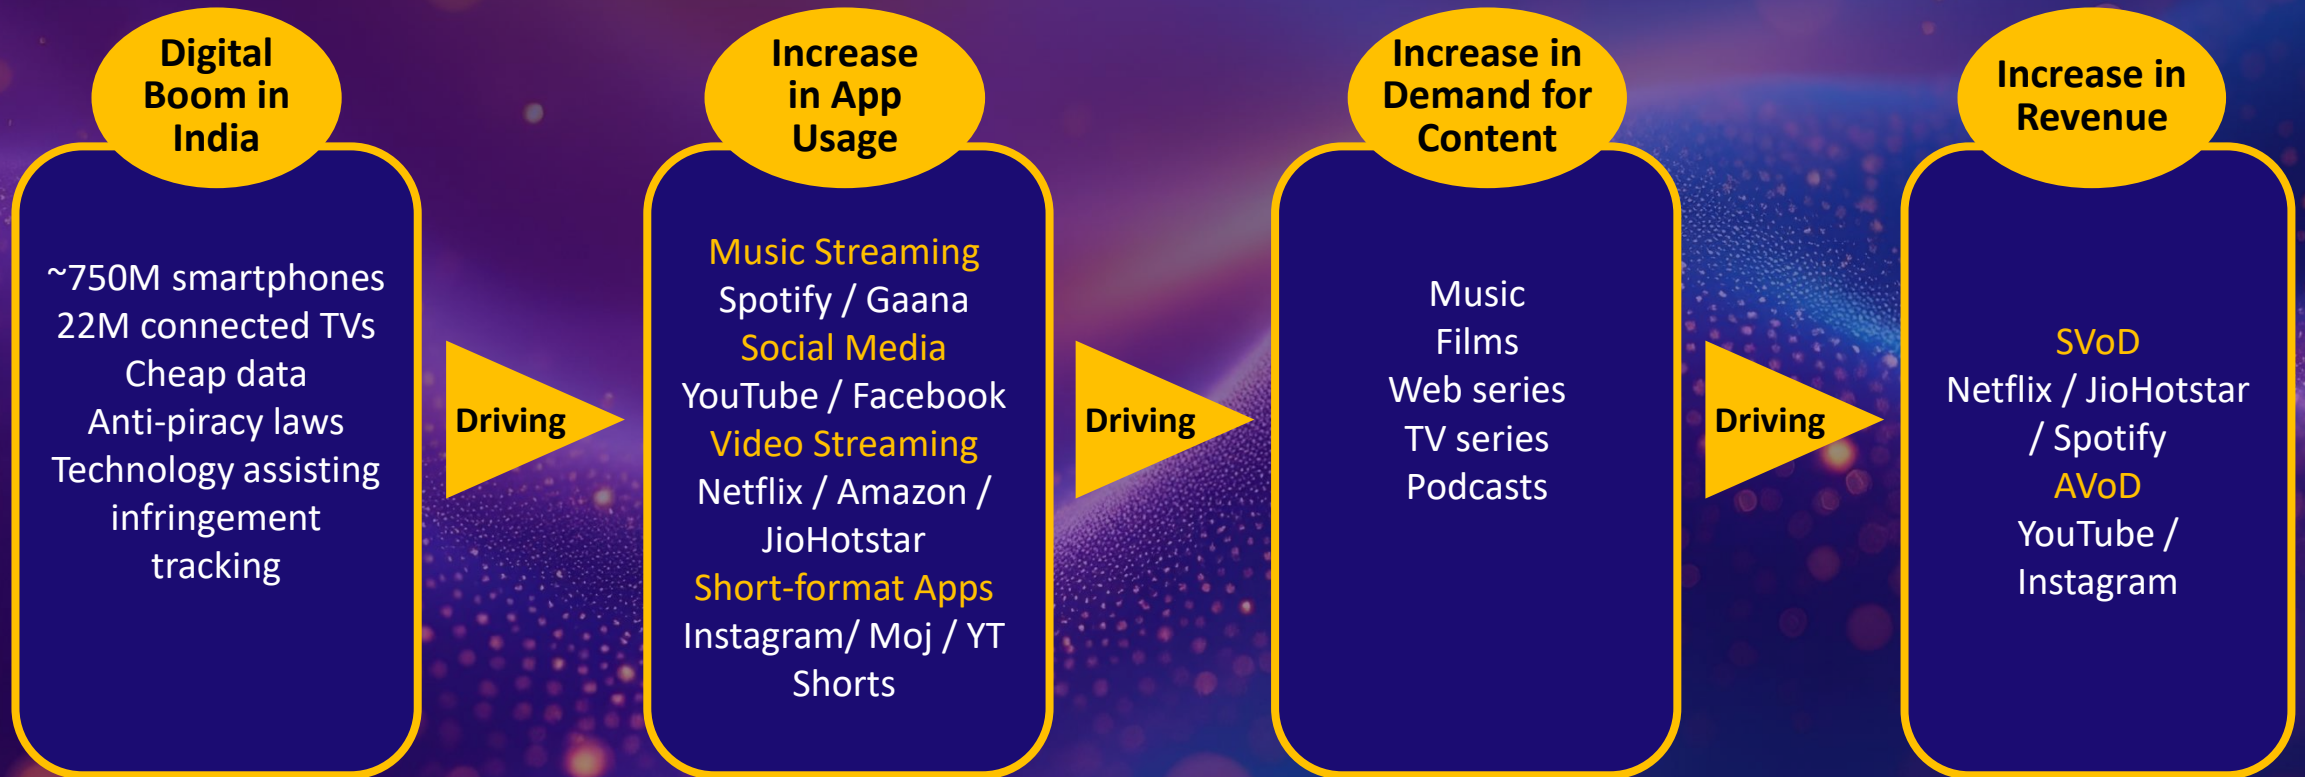 Digital
Boom in
India
~750M smartphones
22M connected TVs
Cheap data
Anti-piracy laws
Technology assisting
infringement
tracking
Driving
Increase
in App
Usage
Music Streaming
Spotify / Gaana
Social Media
YouTube / Facebook
Video Streaming
Netflix / Amazon /
JioHotstar
Short-format Apps
Instagram/ Moj / YT
Shorts
Driving
Increase in
Demand for
Content
Music
Films
Web series
TV series
Podcasts
Driving
Increase in
Revenue
SVoD
Netflix / JioHotstar
/ Spotify
AVoD
YouTube /
Instagram